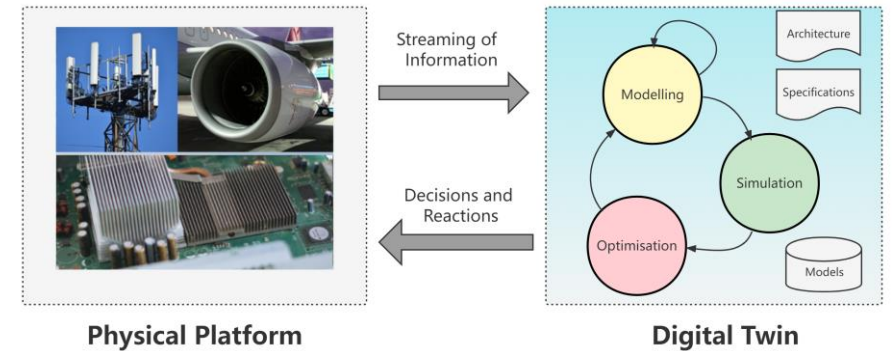 Streaming of
Information
Decisions and
Reactions
Physical Platform
Architecture
Specifications
Modelling
Simulation
Optimisation
Models
Digital Twin